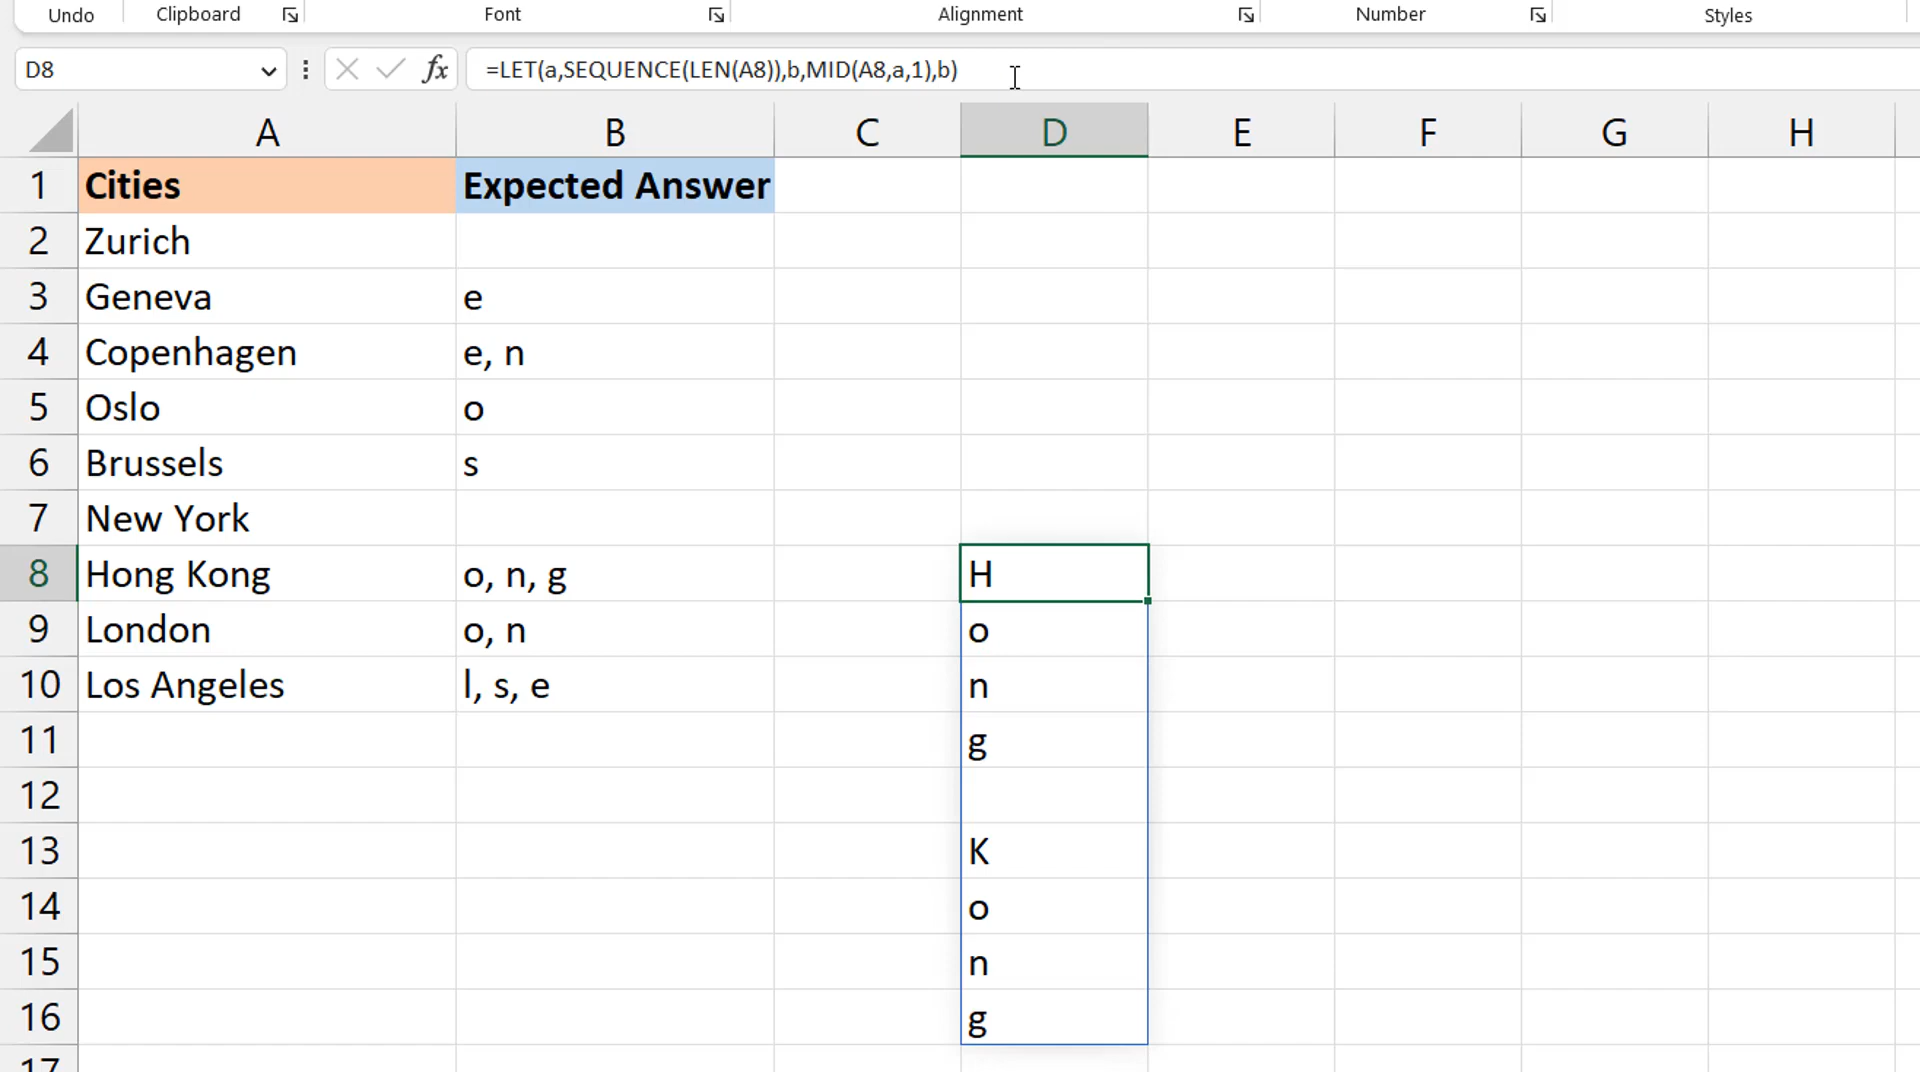 Undo Clipboard Font Alignment Number Styles
D8 fx =LET(a,SEQUENCE(LEN(A8)),b,MID(A8,a,1),b)
A B C D E F G H
1 Cities Expected Answer
2 Zurich
3 Geneva e
4 Copenhagen e, n
5 Oslo o
6 Brussels s
7 New York
8 Hong Kong o, n, g H
9 London o, n o
10 Los Angeles l, s, e n
11 g
12
13 K
14 o
15 n
16 g
17